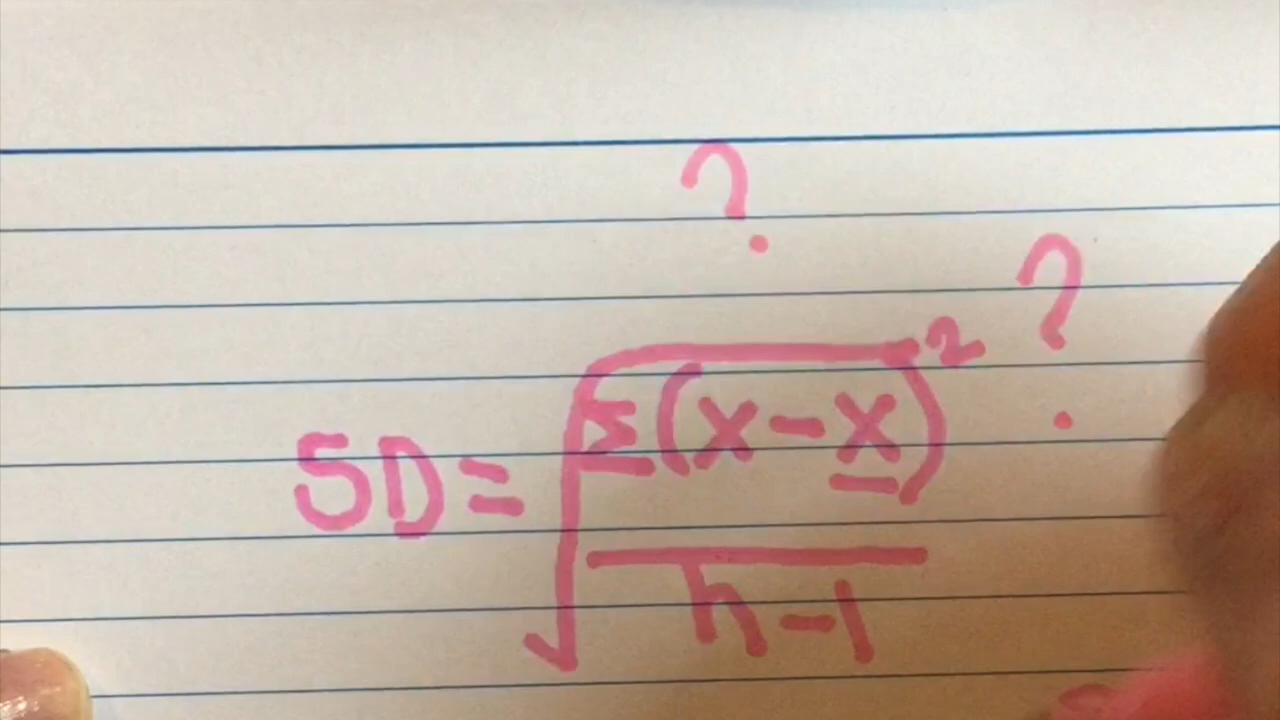 ?
?
SD = √Σ(x - x̲)²
n - 1